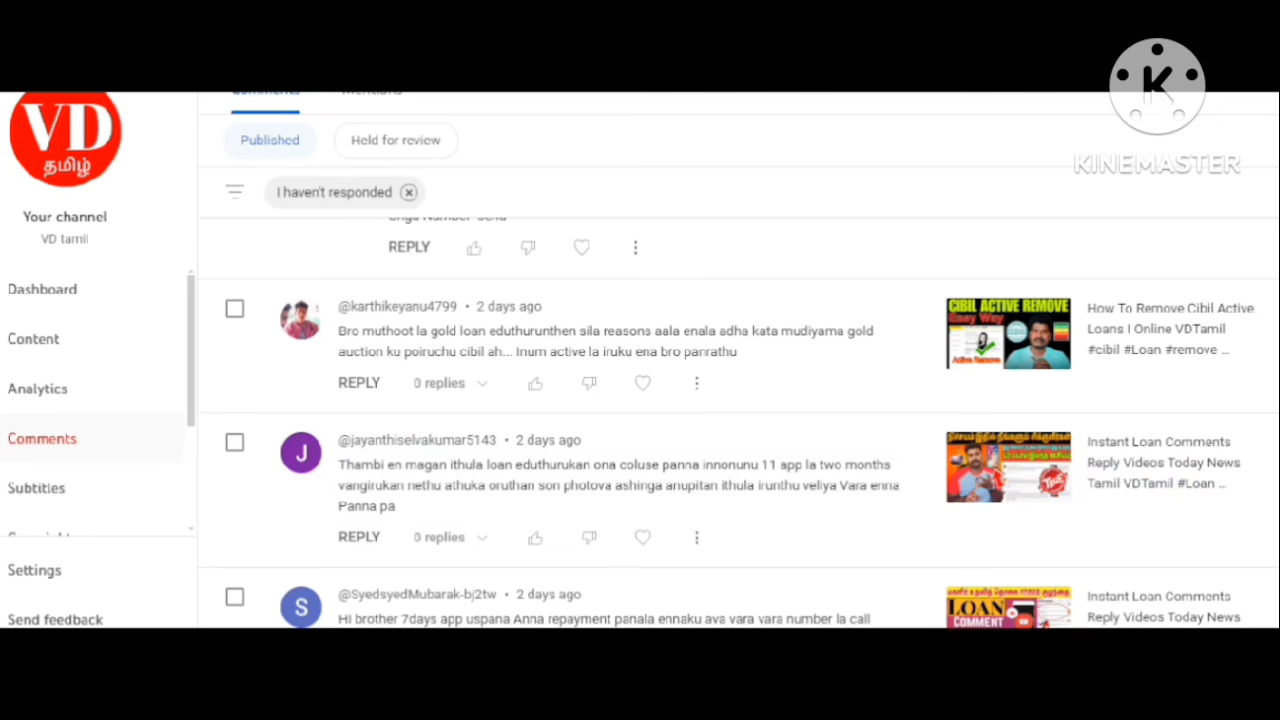 K
KINEMASTER
VD
தமிழ்
Your channel
VD tamil
Dashboard
Content
Analytics
Comments
Subtitles
Settings
Send feedback
Comments
Mentions
Published
Held for review
I haven't responded
Number Send
REPLY
@karthikeyanu4799 • 2 days ago
Bro muthoot la gold loan eduthurunthen sila reasons aala enala adha kata mudiyama gold
auction ku poiruchu cibil ah... Inum active la iruku ena bro panrathu
REPLY 0 replies
CIBIL ACTIVE REMOVE
Easy Way
Active Remove
How To Remove Cibil Active
Loans I Online VDTamil
#cibil #Loan #remove ...
J
@jayanthiselvakumar5143 • 2 days ago
Thambi en magan ithula loan eduthurukan ona coluse panna innonunu 11 app la two months
vangirukan nethu athuka oruthan son photova ashinga anupitan ithula irunthu veliya Vara enna
Panna pa
REPLY 0 replies
TRUE
Instant Loan Comments
Reply Videos Today News
Tamil VDTamil #Loan ...
S
@SyedsyedMubarak-bj2tw • 2 days ago
HI brother 7days app uspana Anna repayment panala ennaku ava vara vara number la call
LOAN
COMMENT
Instant Loan Comments
Reply Videos Today News